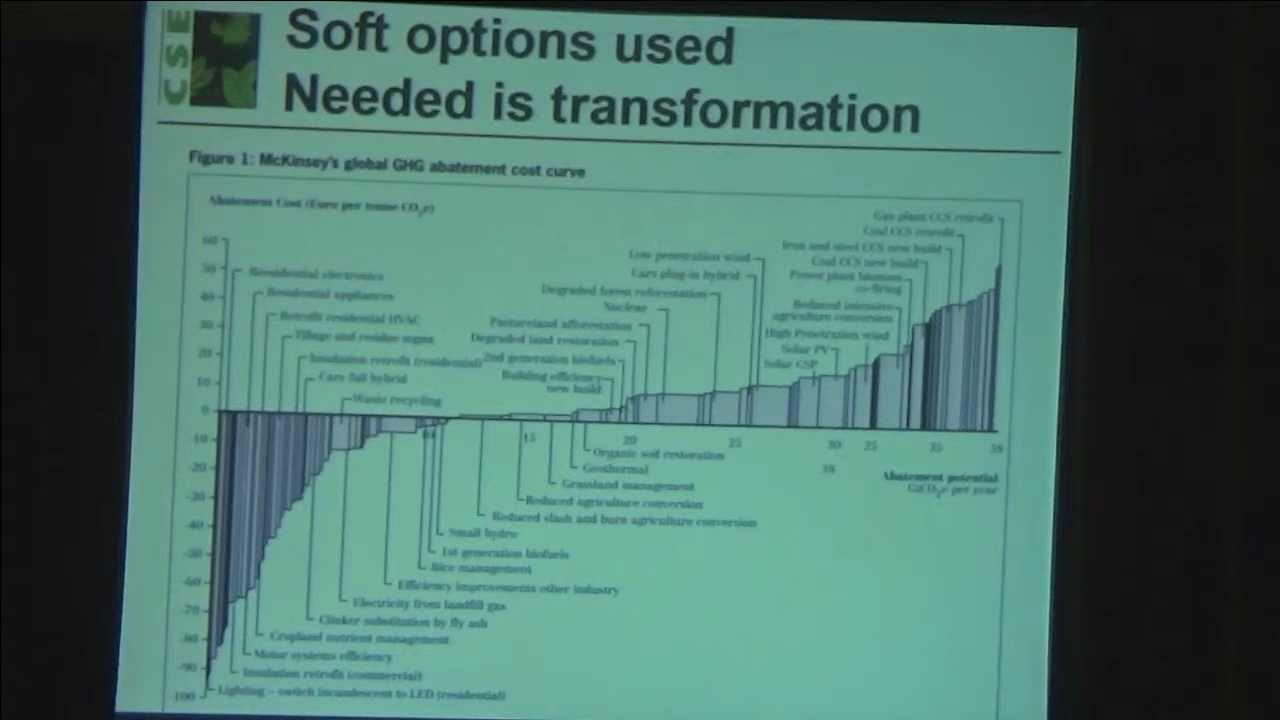 CSE
Soft options used
Needed is transformation
Figure 1: McKinsey's global GHG abatement cost curve
Abatement Cost (Euro per tonne CO₂e)
Gas plant CCS retrofit
Coal CCS retrofit
Iron and steel CCS new build
Coal CCS new build
Power plant biomass
co-firing
Reduced intensive
agriculture conversion
High Penetration wind
Solar PV
Solar CSP
Low penetration wind
Cars plug-in hybrid
Degraded forest reforestation
Nuclear
Pastureland afforestation
Degraded land restoration
2nd generation biofuels
Building efficiency
new build
Residential electronics
Residential appliances
Retrofit residential HVAC
Tillage and residue mgmt
Insulation retrofit (residential)
Cars full hybrid
Waste recycling
60
50
40
30
20
10
0
-10
-20
-30
-40
-50
-60
-70
-80
-90
-100
10 15 20 25 30 35 35 38
39
Abatement potential
GtCO₂e per year
Organic soil restoration
Geothermal
Grassland management
Reduced agriculture conversion
Reduced slash and burn agriculture conversion
Small hydro
1st generation biofuels
Rice management
Efficiency improvements other industry
Electricity from landfill gas
Clinker substitution by fly ash
Cropland nutrient management
Motor systems efficiency
Insulation retrofit (commercial)
Lighting – switch incandescent to LED (residential)